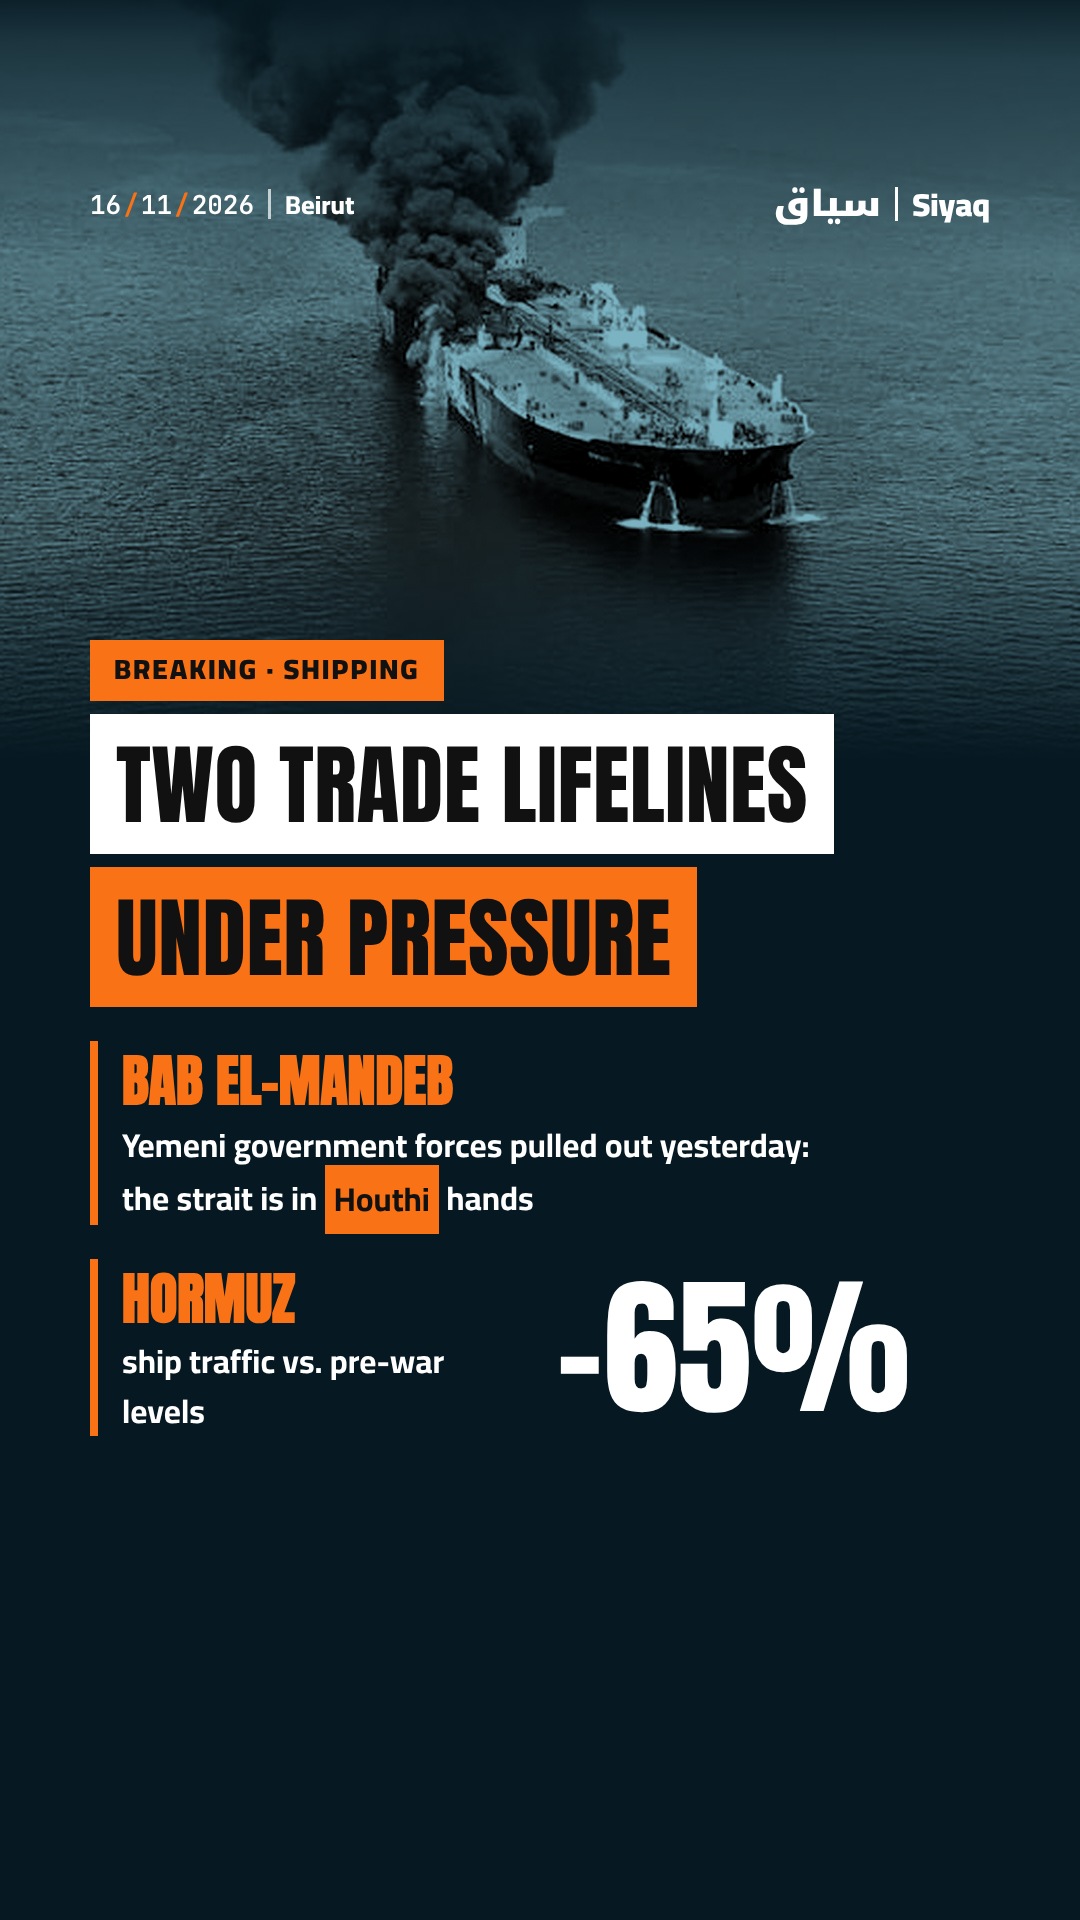 16/11/2026 | Beirut
سياق | Siyaq
BREAKING · SHIPPING
TWO TRADE LIFELINES
UNDER PRESSURE
BAB EL-MANDEB
Yemeni government forces pulled out yesterday:
the strait is in Houthi hands
HORMUZ
ship traffic vs. pre-war
levels
-65%